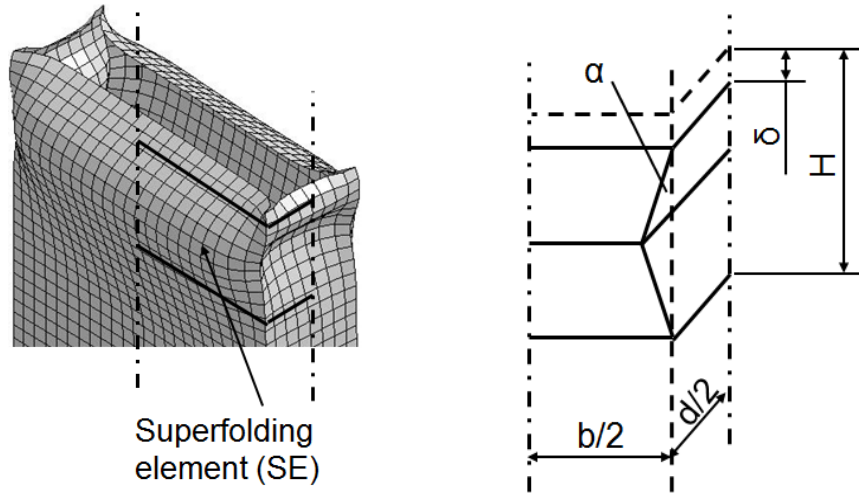 Superfolding
element (SE)
α
δ
H
b/2
d/2